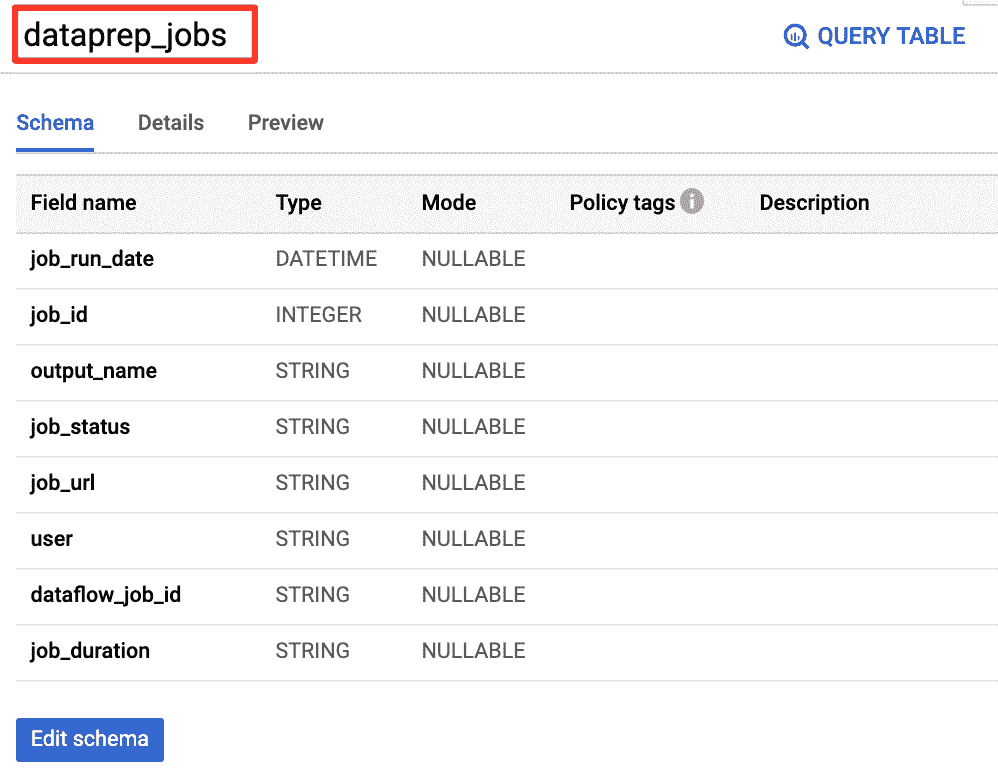 dataprep_jobs
QUERY TABLE
Schema Details Preview
Field name Type Mode Policy tags Description
job_run_date DATETIME NULLABLE
job_id INTEGER NULLABLE
output_name STRING NULLABLE
job_status STRING NULLABLE
job_url STRING NULLABLE
user STRING NULLABLE
dataflow_job_id STRING NULLABLE
job_duration STRING NULLABLE
Edit schema